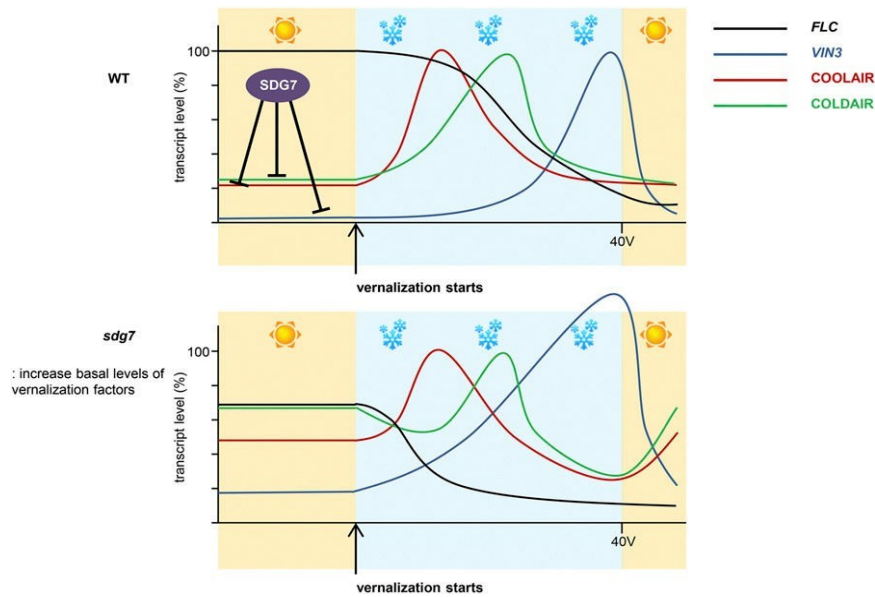 WT
transcript level (%)
100
SDG7
40V
vernalization starts
FLC
VIN3
COOLAIR
COLDAIR
sdg7
: increase basal levels of
vernalization factors
transcript level (%)
100
40V
vernalization starts